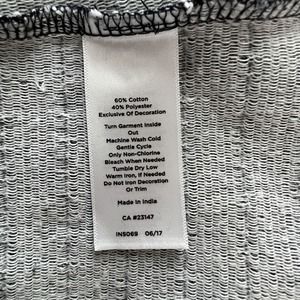 60% Cotton
40% Polyester
Exclusive Of Decoration
Turn Garment Inside
Out
Machine Wash Cold
Gentle Cycle
Only Non-Chlorine
Bleach When Needed
Tumble Dry Low
Warm Iron, If Needed
Do Not Iron Decoration
Or Trim
Made In India
CA #23147
INS069 06/17